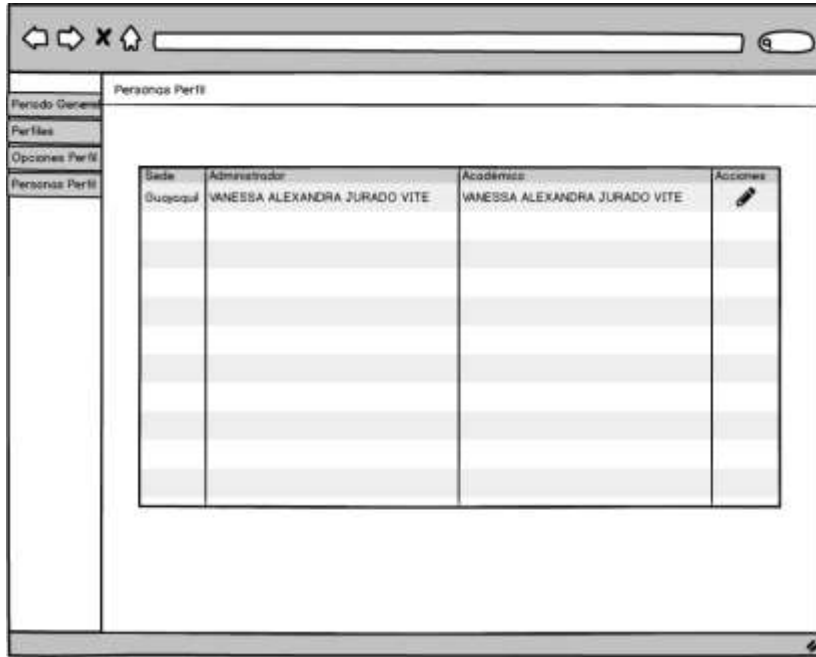 Personas Perfil
Periodo General
Perfiles
Opciones Perfil
Personas Perfil
Sede Administrador Académico Acciones
Guayaquil VANESSA ALEXANDRA JURADO VITE VANESSA ALEXANDRA JURADO VITE